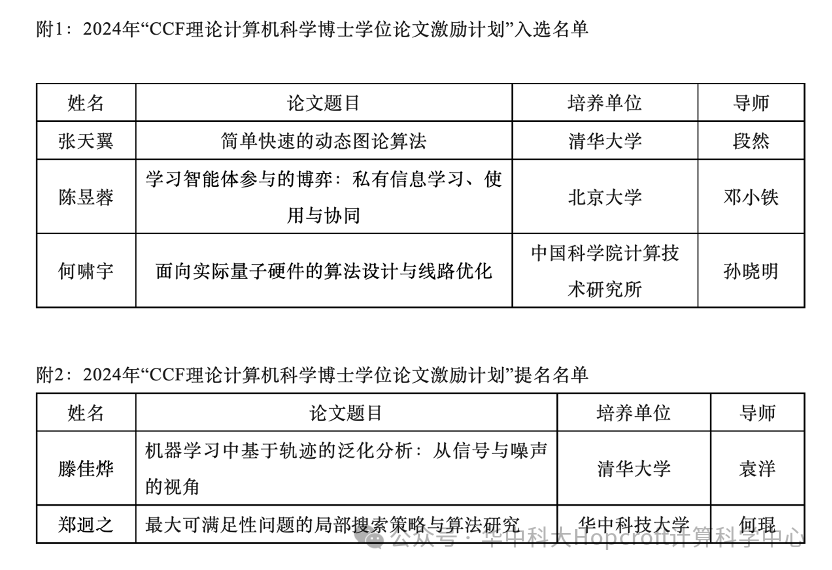 附1：2024年“CCF理论计算机科学博士学位论文激励计划”入选名单
姓名 论文题目 培养单位 导师
张天翼 简单快速的动态图论算法 清华大学 段然
陈昱蓉 学习智能体参与的博弈：私有信息学习、使用与协同 北京大学 邓小铁
何啸宇 面向实际量子硬件的算法设计与线路优化 中国科学院计算技术研究所 孙晓明
附2：2024年“CCF理论计算机科学博士学位论文激励计划”提名名单
姓名 论文题目 培养单位 导师
滕佳烨 机器学习中基于轨迹的泛化分析：从信号与噪声的视角 清华大学 袁洋
郑迥之 最大可满足性问题的局部搜索策略与算法研究 华中科技大学 何琨
公众号·华中科大Hopcroft计算科学中心